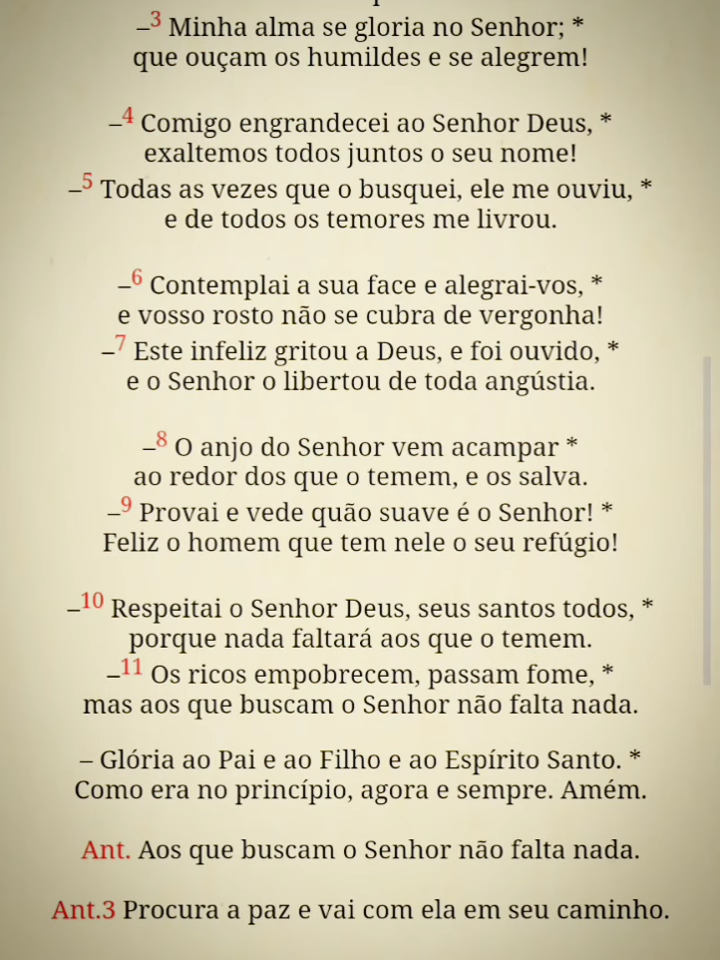 –3 Minha alma se gloria no Senhor; *
que ouçam os humildes e se alegrem!
–4 Comigo engrandecei ao Senhor Deus, *
exaltemos todos juntos o seu nome!
–5 Todas as vezes que o busquei, ele me ouviu, *
e de todos os temores me livrou.
–6 Contemplai a sua face e alegrai-vos, *
e vosso rosto não se cubra de vergonha!
–7 Este infeliz gritou a Deus, e foi ouvido, *
e o Senhor o libertou de toda angústia.
–8 O anjo do Senhor vem acampar *
ao redor dos que o temem, e os salva.
–9 Provai e vede quão suave é o Senhor! *
Feliz o homem que tem nele o seu refúgio!
–10 Respeitai o Senhor Deus, seus santos todos, *
porque nada faltará aos que o temem.
–11 Os ricos empobrecem, passam fome, *
mas aos que buscam o Senhor não falta nada.
– Glória ao Pai e ao Filho e ao Espírito Santo. *
Como era no princípio, agora e sempre. Amém.
Ant. Aos que buscam o Senhor não falta nada.
Ant.3 Procura a paz e vai com ela em seu caminho.